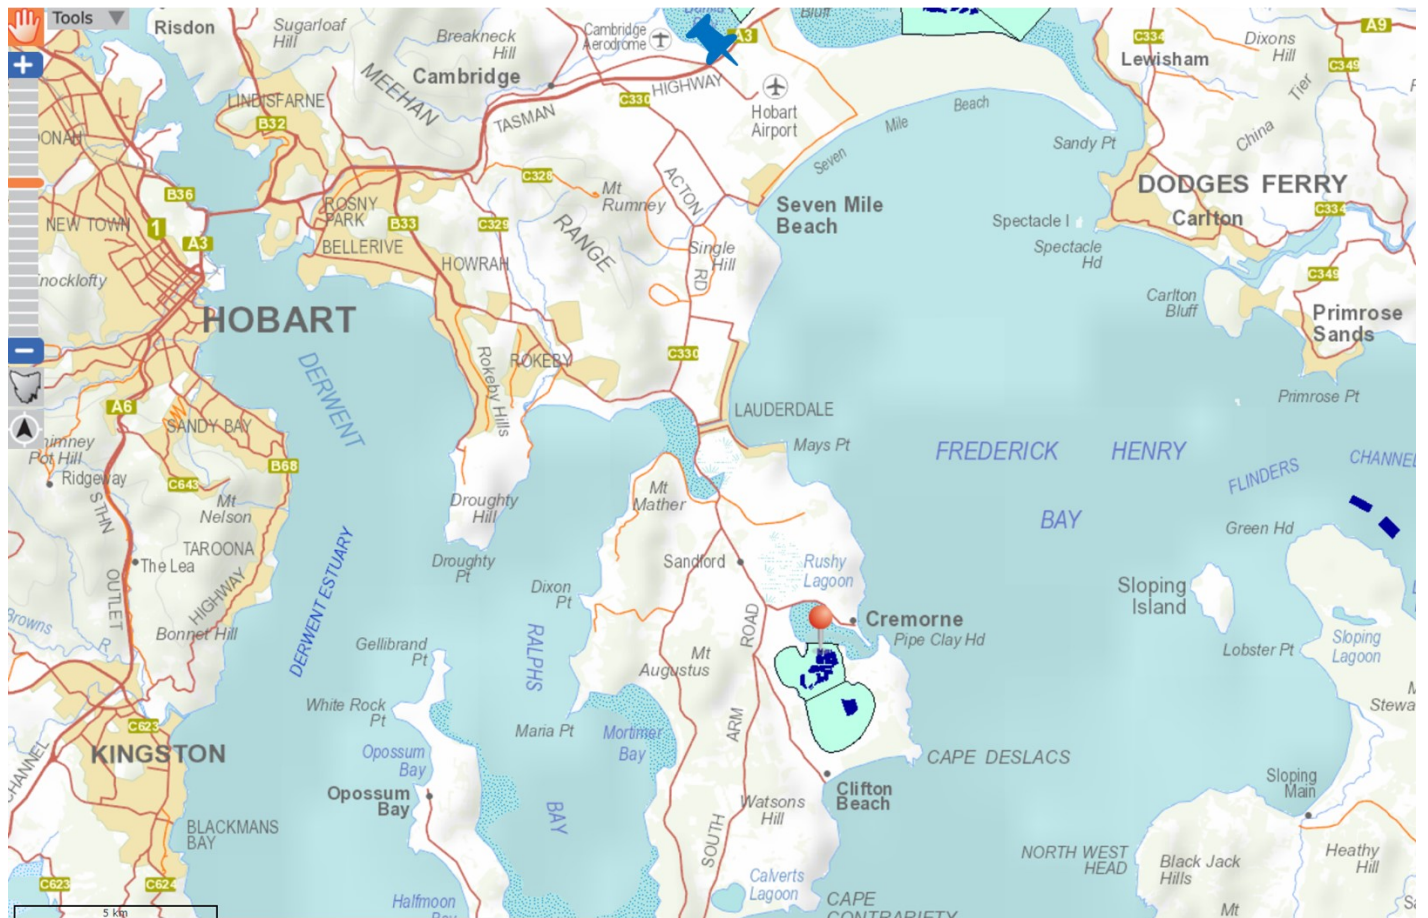 Tools
Risdon
Sugarloaf
Hill
Breakneck
Hill
Cambridge
Aerodrome
A3
Bluff
C334
Lewisham
Dixons
Hill
A9
C349
Tier
China
MEEHAN
Cambridge
LINDISFARNE
B32
TASMAN
HIGHWAY
C330
Hobart
Airport
Seven
Mile
Beach
Sandy Pt
B36
1
A3
NEW TOWN
ROSNY
PARK
BELLERIVE
B33
C329
C328
Mt
Rumney
RANGE
ACTON
RD
Seven Mile
Beach
Single
Hill
HOWRAH
DODGES FERRY
Carlton
C334
Spectacle I
Spectacle
Hd
C349
Carlton
Bluff
Primrose
Sands
Primrose Pt
HOBART
DERWENT
Rokeby Hills
ROKEBY
C330
A6
SANDY BAY
LAUDERDALE
Mays Pt
FREDERICK HENRY
BAY
FLINDERS
CHANNEL
Pot Hill
Ridgeway
B68
C643
Mt
Nelson
STHN
OUTLET
TAROONA
The Lea
HIGHWAY
Bonnet Hill
Browns
R
DERWENT ESTUARY
Droughty
Hill
Droughty
Pt
Mt
Mather
Sandford
Dixon
Pt
RALPHS
BAY
Rushy
Lagoon
Cremorne
Pipe Clay Hd
Green Hd
Sloping
Island
Lobster Pt
Sloping
Lagoon
Gellibrand
Pt
White Rock
Pt
Mt
Augustus
SOUTH
ARM
ROAD
Maria Pt
Mortimer
Bay
Opossum
Bay
Opossum
Bay
C623
KINGSTON
CHANNEL
BLACKMANS
BAY
C623
C624
CAPE DESLACS
Clifton
Beach
Watsons
Hill
Calverts
Lagoon
CAPE
CONTRARIETY
Halfmoon
Sloping
Main
NORTH WEST
HEAD
Black Jack
Hills
Mt
Heathy
Hill
5 km